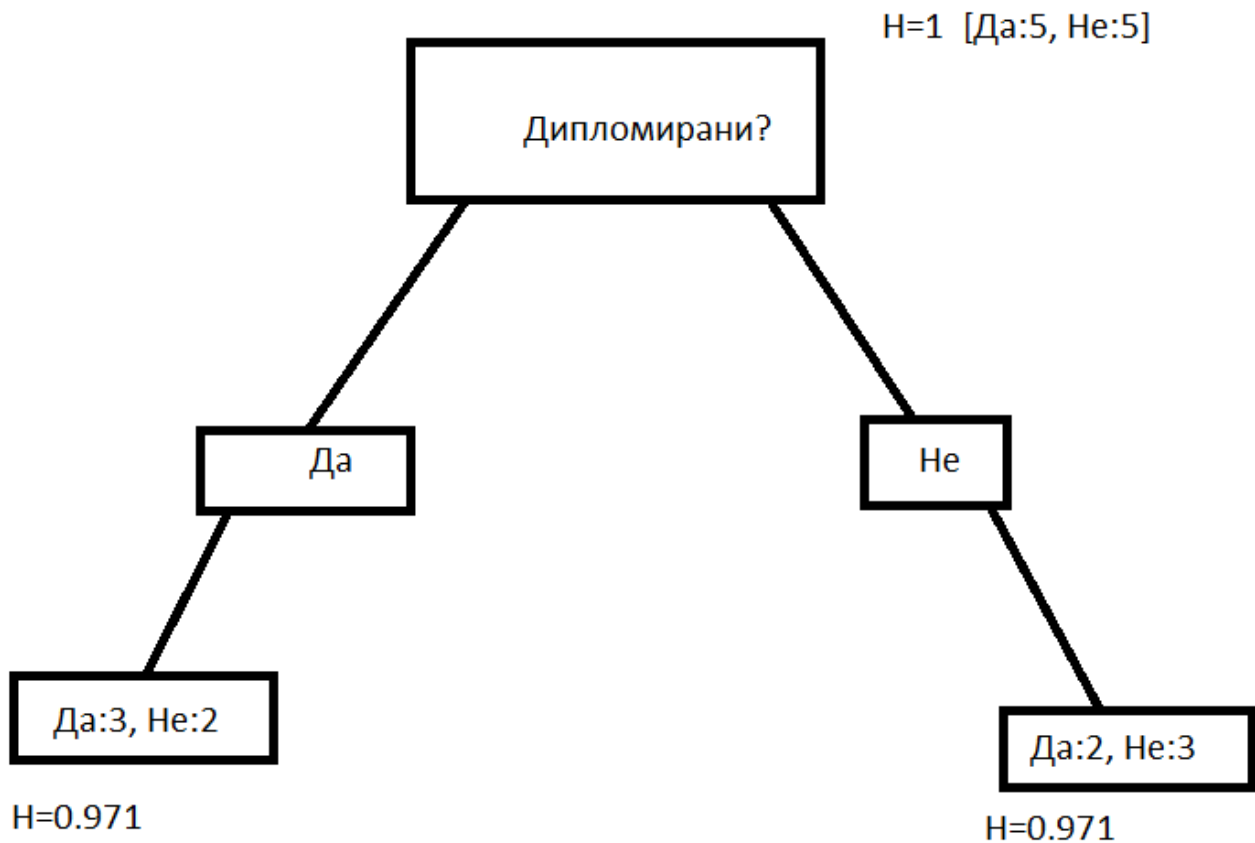 H=1 [Да:5, Не:5]
Дипломирани?
Да
Не
Да:3, Не:2
Да:2, Не:3
H=0.971
H=0.971